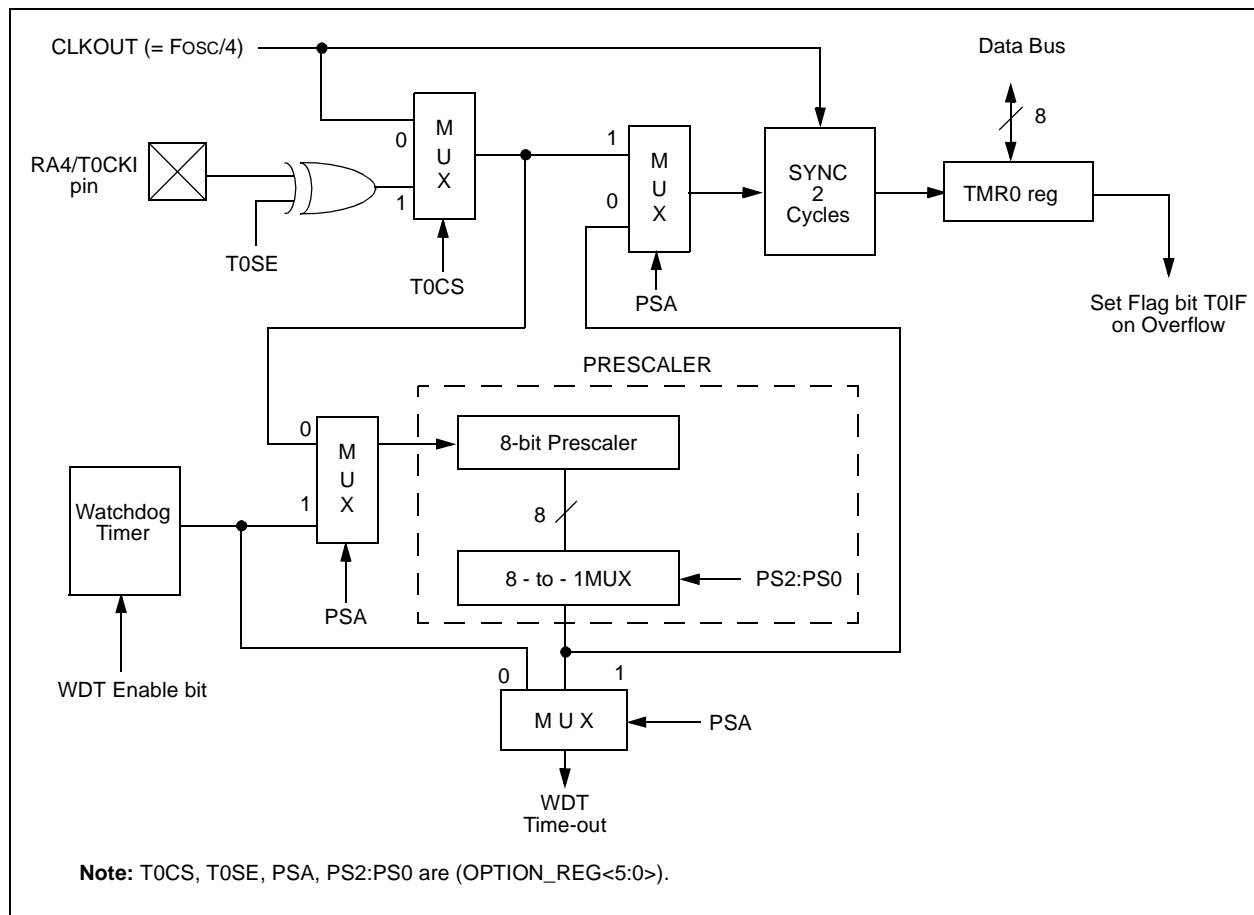 CLKOUT (= FOSC/4)
Data Bus
8
RA4/T0CKI
pin
0
1
M
U
X
T0SE
T0CS
1
0
M
U
X
PSA
SYNC
2
Cycles
TMR0 reg
Set Flag bit T0IF
on Overflow
PRESCALER
0
1
M
U
X
PSA
8-bit Prescaler
8
8 - to - 1MUX
PS2:PS0
Watchdog
Timer
WDT Enable bit
0
1
M U X
PSA
WDT
Time-out
Note: T0CS, T0SE, PSA, PS2:PS0 are (OPTION_REG<5:0>).